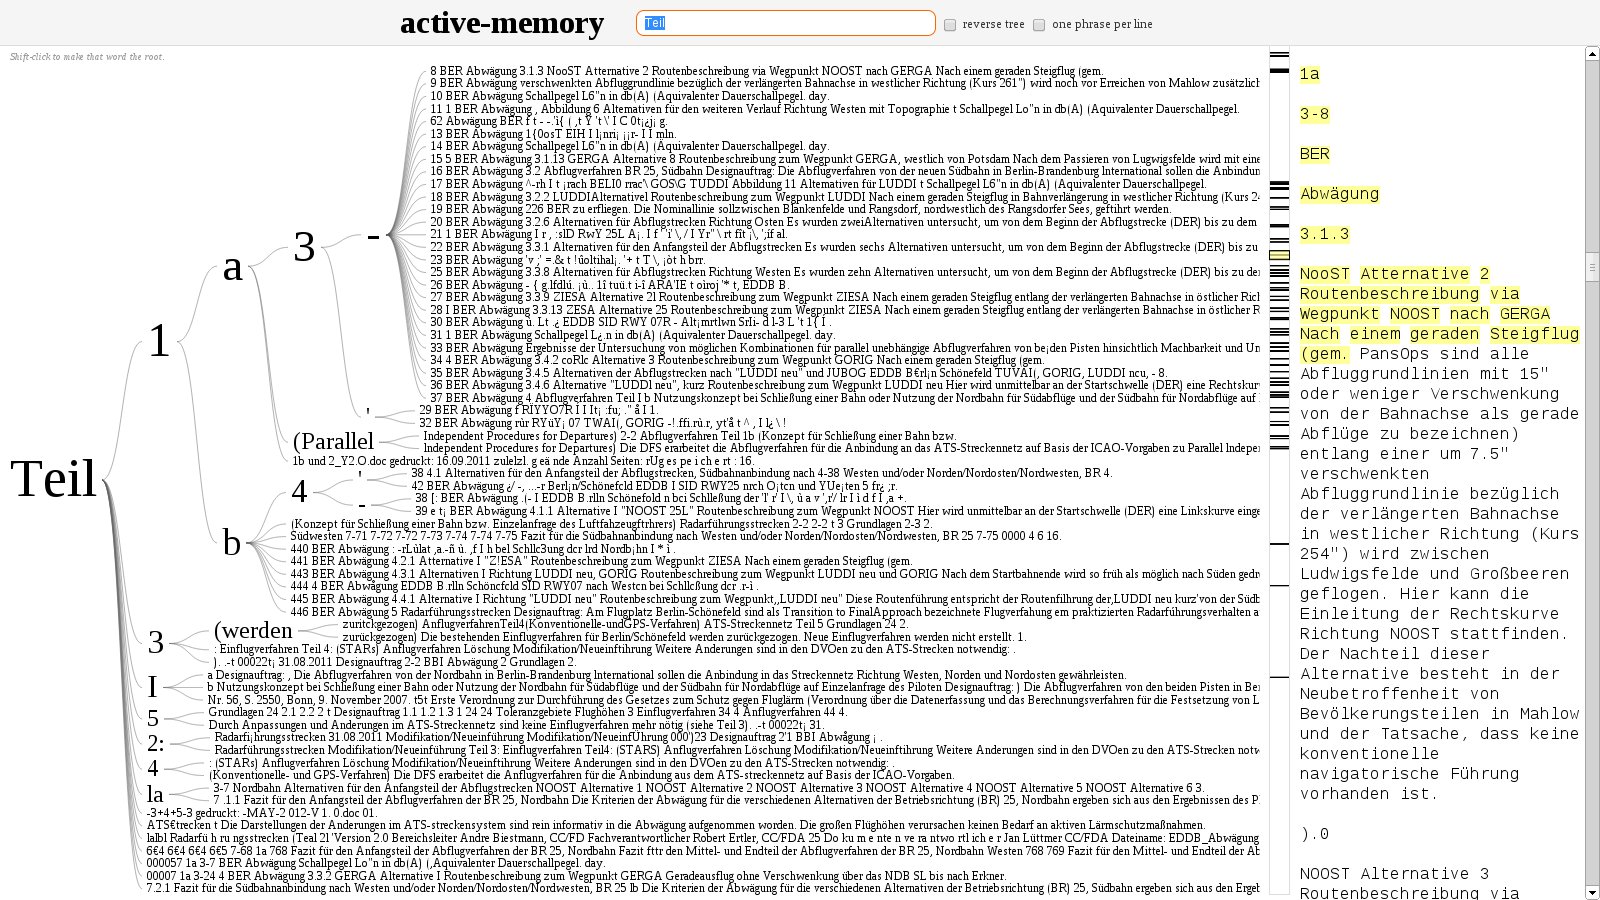 active-memory
Teil
reverse tree
one phrase per line
Shift-click to make that word the root.
Teil
1
a
3
-
8 BER Abwägung 3.1.3 NooST Atternative 2 Routenbeschreibung via Wegpunkt NOOST nach GERGA Nach einem geraden Steigflug (gem.
9 BER Abwägung verschwenkten Abfluggrundlinie bezüglich der verlängerten Bahnachse in westlicher Richtung (Kurs 261") wird noch vor Erreichen von Mahlow zusätzlich
10 BER Abwägung Schallpegel L6"n in db(A) (Aquivalenter Dauerschallpegel. day.
11 1 BER Abwägung , Abbildung 6 Alternativen für den weiteren Verlauf Richtung Westen mit Topographie t Schallpegel Lo"n in db(A) (Aquivalenter Dauerschallpegel.
62 Abwägung BER f t - -.'i{ ( ,t Y 't \' I C 0t¡¿j¡ g.
13 BER Abwägung 1{0osT EIH I l¡nri¡ ¡¡r- I I mln.
14 BER Abwägung Schallpegel L6"n in db(A) (Aquivalenter Dauerschallpegel. day.
15 5 BER Abwägung 3.1.13 GERGA Alternative 8 Routenbeschreibung zum Wegpunkt GERGA, westlich von Potsdam Nach dem Passieren von Lugwigsfelde wird mit eine
16 BER Abwägung 3.2 Abflugverfahren BR 25, Südbahn Designauftrag: Die Abflugverfahren von der neuen Südbahn in Berlin-Brandenburg International sollen die Anbindun
17 BER Abwägung ^-rh I t ¡rach BELI0 rrac\ GOS\G TUDDI Abbildung 11 Alternativen für LUDDI t Schallpegel L6"n in db(A) (Aquivalenter Dauerschallpegel.
18 BER Abwägung 3.2.2 LUDDIAlternativel Routenbeschreibung zum Wegpunkt LUDDI Nach einem geraden Steigflug in Bahnverlängerung in westlicher Richtung (Kurs 2
19 BER Abwägung 226 BER zu erfliegen. Die Nominallinie sollzwischen Blankenfelde und Rangsdorf, nordwestlich des Rangsdorfer Sees, geführt werden.
20 BER Abwägung 3.2.6 Alternativen für Abflugstrecken Richtung Osten Es wurden zweiAlternativen untersucht, um von dem Beginn der Abflugstrecke (DER) bis zu dem
21 1 BER Abwägung I r , :slD RwY 25L A¡. I f " 'i' \, / I Yr" \ rt fit ¡\, ';if al.
22 BER Abwägung 3.3.1 Alternativen für den Anfangsteil der Abflugstrecken Es wurden sechs Alternativen untersucht, um von dem Beginn der Abflugstrecke (DER) bis zu
23 BER Abwägung 'v ;' =.& t !ùoltihal¡. '+ t T \, ¡òt h brr.
25 BER Abwägung 3.3.8 Alternativen für Abflugstrecken Richtung Westen Es wurden zehn Alternativen untersucht, um von dem Beginn der Abflugstrecke (DER) bis zu de
26 BER Abwägung - { g.lfdlú. ¡ù.. 1î tuü.t i-î ARA'IE t oìroj '* t, EDDB B.
27 BER Abwägung 3.3.9 ZIESA Alternative 2l Routenbeschreibung zum Wegpunkt ZIESA Nach einem geraden Steigflug entlang der verlängerten Bahnachse in östlicher Rich
28 I BER Abwägung 3.3.13 ZESA Alternative 25 Routenbeschreibung zum Wegpunkt ZIESA Nach einem geraden Steigflug entlang der verlängerten Bahnachse in östlicher R
30 BER Abwägung ù. Lt .¿ EDDB SID RWY 07R - Alt¡mrtlwn Srli- d l-3 L 't 1{ I .
31 1 BER Abwägung Schallpegel L¿.n in db(A) (Aquivalenter Dauerschallpegel. day.
33 BER Abwägung Ergebnisse der Untersuchung von möglichen Kombinationen für parallel unebhängige Abflugverfahren von be¡den Pisten hinsichtlich Machbarkeit und Un
34 4 BER Abwägung 3.4.2 coRlc Alternative 3 Routenbeschreibung zum Wegpunkt GORIG Nach einem geraden Steigflug (gem.
35 BER Abwägung 3.4.5 Alternativen der Abflugstrecken nach "LUDDI neu" und JUBOG EDDB B€rl¡n Schönefeld TUVAI(, GORIG, LUDDI ncu, - 8.
36 BER Abwägung 3.4.6 Alternative "LUDDl neu", kurz Routenbeschreibung zum Wegpunkt LUDDI neu Hier wird unmittelbar an der Startschwelle (DER) eine Rechtskur
37 BER Abwägung 4 Abflugverfahren Teil I b Nutzungskonzept bei Schließung einer Bahn oder Nutzung der Nordbahn für Südabflüge und der Südbahn für Nordabflüge auf
'
29 BER Abwägung f RÌYYO7R I I It¡ :fu; ." å I 1.
32 BER Abwägung rùr RYúY¡ 07 TWAI(, GORIG -!.ffi.rù.r, yt'å t ^ , I l¿ \ !
(Parallel
Independent Procedures for Departures) 2-2 Abflugverfahren Teil 1b (Konzept für Schließung einer Bahn bzw.
Independent Procedures for Departures) Die DFS erarbeitet die Abflugverfahren für die Anbindung an das ATS-Streckennetz auf Basis der ICAO-Vorgaben zu Parallel Indepe
1b und 2_Y2 O.doc gedruckt: 16.09.2011 zulelzl. g eä nde Anzahl Seiten: rUg es pe i ch e rt : 16.
b
4
'
38 4.1 Alternativen für den Anfangsteil der Abflugstrecken, Südbahnanbindung nach 4-38 Westen und/oder Norden/Nordosten/Nordwesten, BR 4.
42 BER Abwägung ¿/ -, ...-r Berl¡n/Schönefcld EDDB I SID RWY25 nrch O¡tcn und YUe¡ten 5 fr¿ ;r.
-
38 [: BER Abwägung .(- I EDDB B.rlln Schönefold n bci Schlleßung der 'l' r' I \, ù a v ',r'/ lr I ì d f I ,a +.
39 e t¡ BER Abwägung 4.1.1 Alternative I "NOOST 25L" Routenbeschreibung zum Wegpunkt NOOST Hier wird unmittelbar an der Startschwelle (DER) eine Linkskurve einge
(Konzept für Schließung einer Bahn bzw. Einzelanfrage des Luftfahrzeugftrhrers) Radarführungsstrecken 2-2 2-2 t 3 Grundlagen 2-3 2.
Südwesten 7-71 7-72 7-72 7-73 7-74 7-74 7-75 Fazit für die Südbahnanbindung nach Westen und/oder Norden/Nordosten/Nordwesten, BR 25 7-75 0000 4 6 16.
440 BER Abwägung : -rLùlat ,a.-ñ ù. ,f I h bel Schllc3ung dcr lrd Nordb¡hn I * i .
441 BER Abwägung 4.2.1 Alternative I "Z!ESA" Routenbeschreibung zum Wegpunkt ZIESA Nach einem geraden Steigflug (gem.
443 BER Abwägung 4.3.1 Alternativen I Richtung LUDDI neu, GORIG Routenbeschreibung zum Wegpunkt LUDDI neu und GORIG Nach dem Startbahnende wird so früh als möglich nach Süden gedre
444 4 BER Abwägung EDDB B.rlln Schöncfcld SID RWY07 nach Westcn bei Schllcßung dcr .r-i .
445 BER Abwägung 4.4.1 Alternative I Richtung "LUDDI neu" Routenbeschreibung zum Wegpunkt,,LUDDI neu" Diese Routenführung entspricht der Routenfilhrung der,LUDDI neu kurz'von der Südb
446 BER Abwägung 5 Radarführungsstrecken Designauftrag: Am Flugplatz Berlin-Schönefeld sind als Transition to FinalApproach bezeichnete Flugverfahung em praktizierten Radarführungsverhalten a
3
(werden
zuritckgezogen) AnflugverfahrenTeil4(Konventionelle-undGPS-Verfahren) ATS-Streckennetz Teil 5 Grundlagen 24 2.
zurückgezogen) Die bestehenden Einflugverfahren für Berlin/Schönefeld werden zurückgezogen. Neue Einflugverfahren werden nicht erstellt. 1.
: Einflugverfahren Teil 4: (STARs) Anflugverfahren Löschung Modifikation/Neueinftihrung Weitere Anderungen sind in den DVOen zu den ATS-Strecken notwendig: .
). .-t 00022t¡ 31.08.2011 Designauftrag 2-2 BBI Abwägung 2 Grundlagen 2.
I
a Designauftrag: , Die Abflugverfahren von der Nordbahn in Berlin-Brandenburg International sollen die Anbindung in das Streckennetz Richtung Westen, Norden und Nordosten gewährleisten.
b Nutzungskonzept bei Schließung einer Bahn oder Nutzung der Nordbahn für Südabflüge und der Südbahn für Nordabflüge auf Einzelanfrage des Piloten Designauftrag: ) Die Abflugverfahren von den beiden Pisten in Be
Nr. 56, S. 2550, Bonn, 9. November 2007. t5t Erste Verordnung zur Durchführung des Gesetzes zum Schutz gegen Fluglärm (Verordnung über die Datenerfassung und das Berechnungsverfahren für die Festsetzung von L
5
Grundlagen 24 2.1 2.2 2.2 t Designauftrag 1.1 1.2 1.3 1 24 24 Toleranzgebiete Flughöhen 3 Einflugverfahren 34 4 Anflugverfahren 44 4.
Durch Anpassungen und Anderungen im ATS-Streckennetz sind keine Einflugverfahren mehr nötig (siehe Teil 3). .-t 00022t¡ 31.
2:
Radarfi¡hrungsstrecken 31.08.2011 Modifikation/Neueinführung Modifikation/NeueinfÜhrung 000')23 Designauftrag 2'1 BBI Abwägung ¡ .
Radarführungsstrecken Modifikation/Neueinführung Teil 3: Einflugverfahren Teil4: (STARS) Anflugverfahren Löschung Modifikation/Neueinftihrung Weitere Anderungen sind in den DVOen zu den ATS-Strecken notw
4
: (STARs) Anflugverfahren Löschung Modifikation/Neueinftihrung Weitere Anderungen sind in den DVOen zu den ATS-Strecken notwendig: .
(Konventionelle- und GPS-Verfahren) Die DFS erarbeitet die Anflugverfahren für die Anbindung aus dem ATS-streckennetz auf Basis der ICAO-Vorgaben.
la
3-7 Nordbahn Alternativen für den Anfangsteil der Abflugstrecken NOOST Alternative 1 NOOST Alternative 2 NOOST Alternative 3 NOOST Alternative 4 NOOST Alternative 5 NOOST Alternative 6 3.
7 .1.1 Fazit für den Anfangsteil der Abflugverfahren der BR 25, Nordbahn Die Kriterien der Abwägung für die verschiedenen Alternativen der Betriebsrichtung (BR) 25, Nordbahn ergeben sich aus den Ergebnissen des P
-3+4+5-3 gedruckt: -MAY-2 012-V 1. 0.doc 01.
ATS€trecken t Die Darstellungen der Anderungen im ATS-streckensystem sind rein informativ in die Abwägung aufgenommen worden. Die großen Flughöhen verursachen keinen Bedarf an aktiven Lärmschutzmaßnahmen.
lalbl Radarfü h ru ngsstrecken (Teal 2l 'Version 2.0 Bereichsleiter Andre Biestmann, CC/FD Fachverantwortlicher Robert Ertler, CC/FDA 25 Do ku m e nte n ve ra ntwo rtl ich e r Jan Lüttmer CC/FDA Dateiname: EDDB_Abwägung
6€4 6€4 6€4 6€5 7-68 1a 768 Fazit für den Anfangsteil der Abflugverfahren der BR 25, Nordbahn Fazit fttr den Mittel- und Endteil der Abflugverfahren der BR 25, Nordbahn Westen 768 769 Fazit für den Mittel- und Endteil der Ab
000057 1a 3-7 BER Abwägung Schallpegel Lo"n in db(A) (,Aquivalenter Dauerschallpegel. day.
00007 1a 3-24 4 BER Abwägung 3.3.2 GERGA Alternative I Routenbeschreibung zum Wegpunkt GERGA Geradeausflug ohne Verschwenkung über das NDB SL bis nach Erkner.
7.2.1 Fazit für die Südbahnanbindung nach Westen und/oder Norden/Nordosten/Nordwesten, BR 25 lb Die Kriterien der Abwägung für die verschiedenen Alternativen der Betriebsrichtung (BR) 25, Südbahn ergeben sich aus den Ergeb
1a
3-8
BER
Abwägung
3.1.3
NooST Atternative 2
Routenbeschreibung via
Wegpunkt NOOST nach GERGA
Nach einem geraden Steigflug
(gem. PansOps sind alle
Abfluggrundlinien mit 15"
oder weniger Verschwenkung
von der Bahnachse als gerade
Abflüge zu bezeichnen)
entlang einer um 7.5"
verschwenkten
Abfluggrundlinie bezüglich
der verlängerten Bahnachse
in westlicher Richtung (Kurs
254") wird zwischen
Ludwigsfelde und Großbeeren
geflogen. Hier kann die
Einleitung der Rechtskurve
Richtung NOOST stattfinden.
Der Nachteil dieser
Alternative besteht in der
Neubetroffenheit von
Bevölkerungsteilen in Mahlow
und der Tatsache, dass keine
konventionelle
navigatorische Führung
vorhanden ist.
).0
NOOST Alternative 3
Routenbeschreibung via